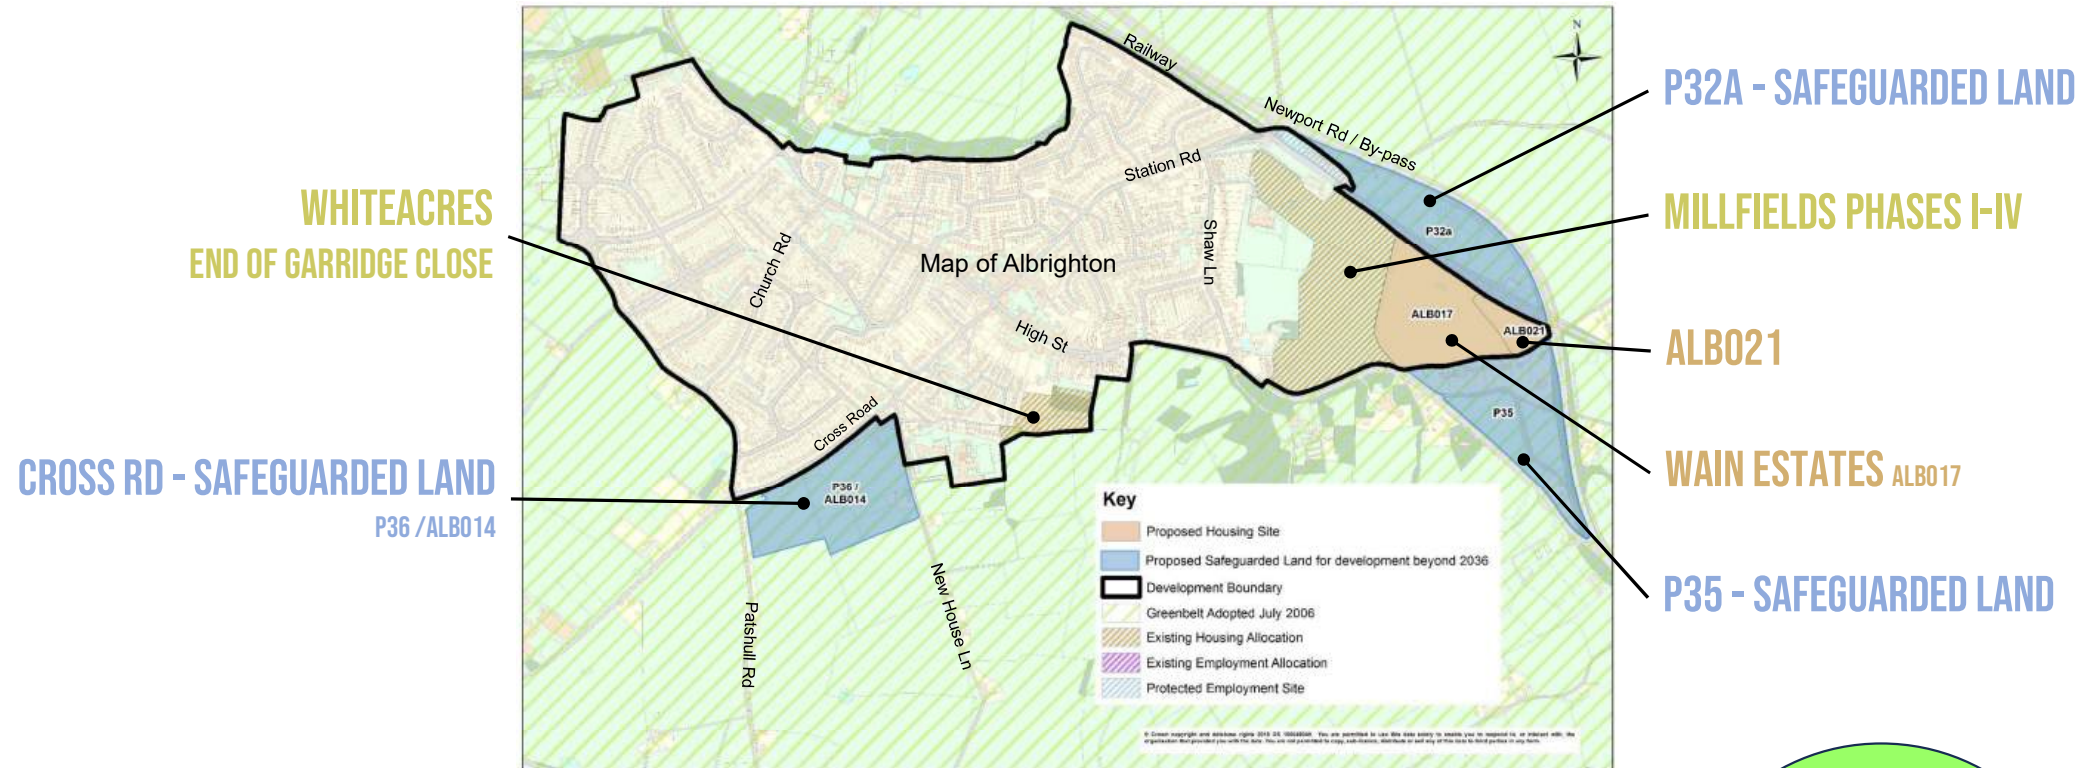 WHITEACRES
END OF GARRIDGE CLOSE
CROSS RD - SAFEGUARDED LAND
P36 /ALB014
Railway
N
Newport Rd / By-pass
Station Rd
Shaw Ln
Church Rd
Map of Albrighton
High St
Cross Road
P32a
ALB017
ALB021
P35
P36 /
ALB014
Patshull Rd
New House Ln
Key
Proposed Housing Site
Proposed Safeguarded Land for development beyond 2036
Development Boundary
Greenbelt Adopted July 2006
Existing Housing Allocation
Existing Employment Allocation
Protected Employment Site
P32A - SAFEGUARDED LAND
MILLFIELDS PHASES I-IV
ALB021
WAIN ESTATES ALB017
P35 - SAFEGUARDED LAND